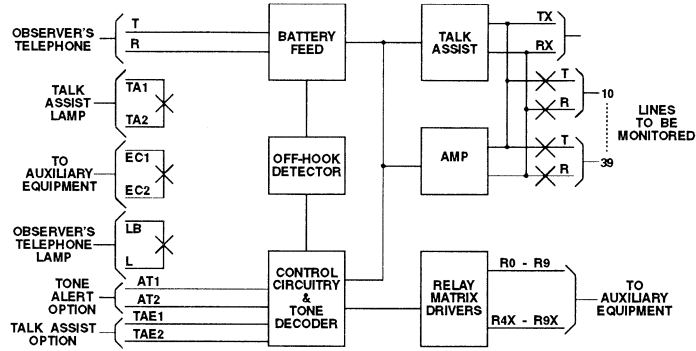 OBSERVER'S
TELEPHONE
T
R
BATTERY
FEED
TALK
ASSIST
TX
RX
T
R
10
LINES
TO BE
MONITORED
T
R
39
TALK
ASSIST
LAMP
TA1
TA2
TO
AUXILIARY
EQUIPMENT
EC1
EC2
OFF-HOOK
DETECTOR
AMP
OBSERVER'S
TELEPHONE
LAMP
LB
L
TONE
ALERT
OPTION
AT1
AT2
TALK ASSIST
OPTION
TAE1
TAE2
CONTROL
CIRCUITRY
&
TONE
DECODER
RELAY
MATRIX
DRIVERS
R0 - R9
R4X - R9X
TO
AUXILIARY
EQUIPMENT